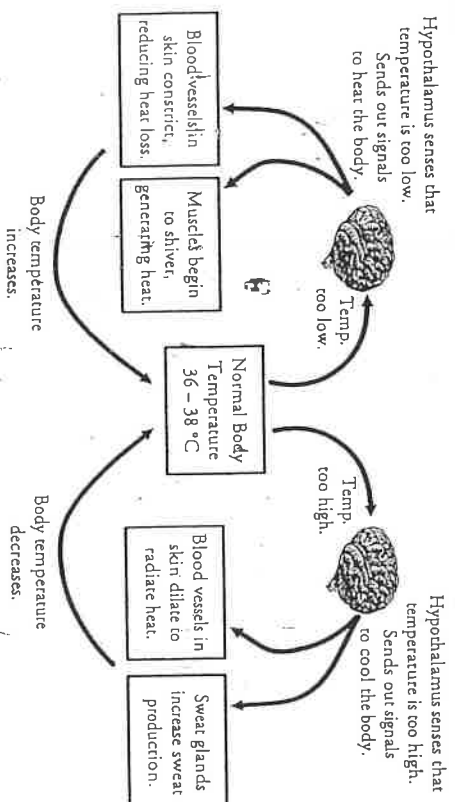 Hypothalamus senses that
temperature is too low.
Sends out signals
to heat the body.
Temp.
too low.
Blood vessels in
skin constrict,
reducing heat loss.
Muscles begin
to shiver,
generating heat.
Body temperature
increases.
Normal Body
Temperature
36 – 38 °C
Temp.
too high.
Hypothalamus senses that
temperature is too high.
Sends out signals
to cool the body.
Blood vessels in
skin dilate to
radiate heat.
Sweat glands
increase sweat
production.
Body temperature
decreases.